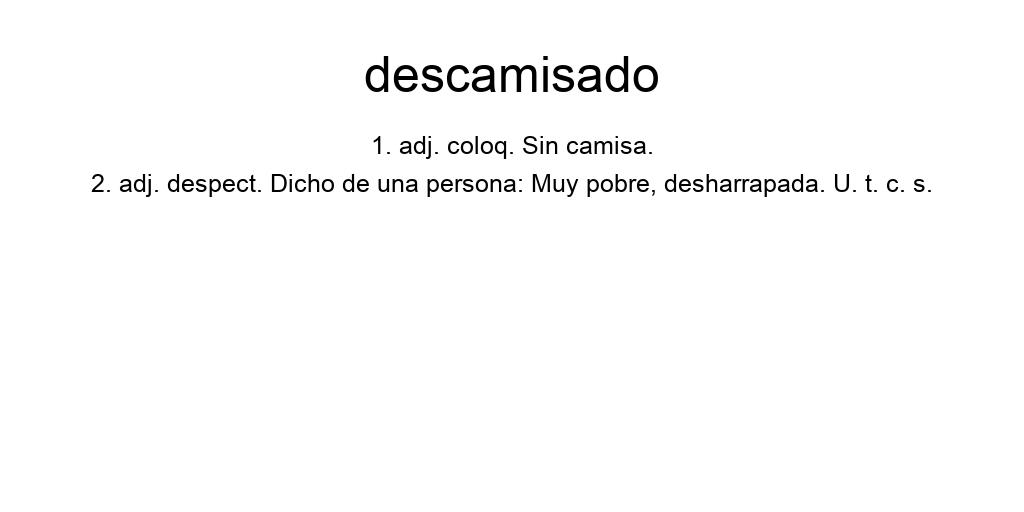 descamisado
1. adj. coloq. Sin camisa.
2. adj. despect. Dicho de una persona: Muy pobre, desharrapada. U. t. c. s.